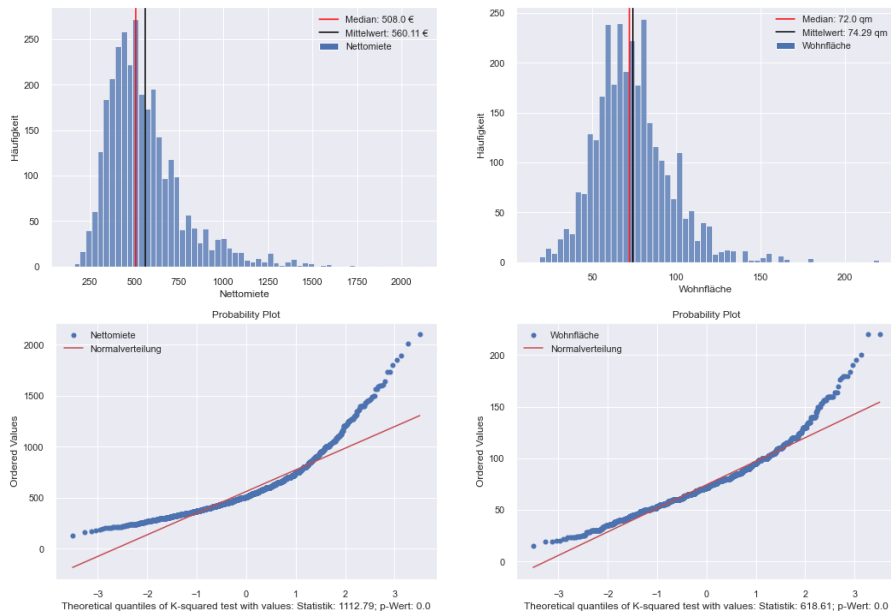 Median: 508.0 €
Mittelwert: 560.11 €
Nettomiete
Häufigkeit
250
200
150
100
50
0
250 500 750 1000 1250 1500 1750 2000
Nettomiete
Median: 72.0 qm
Mittelwert: 74.29 qm
Wohnfläche
Häufigkeit
250
200
150
100
50
0
50 100 150 200
Wohnfläche
Probability Plot
Nettomiete
Normalverteilung
Ordered Values
2000
1500
1000
500
0
−3 −2 −1 0 1 2 3
Theoretical quantiles of K-squared test with values: Statistik: 1112.79; p-Wert: 0.0
Probability Plot
Wohnfläche
Normalverteilung
Ordered Values
200
150
100
50
0
−3 −2 −1 0 1 2 3
Theoretical quantiles of K-squared test with values: Statistik: 618.61; p-Wert: 0.0